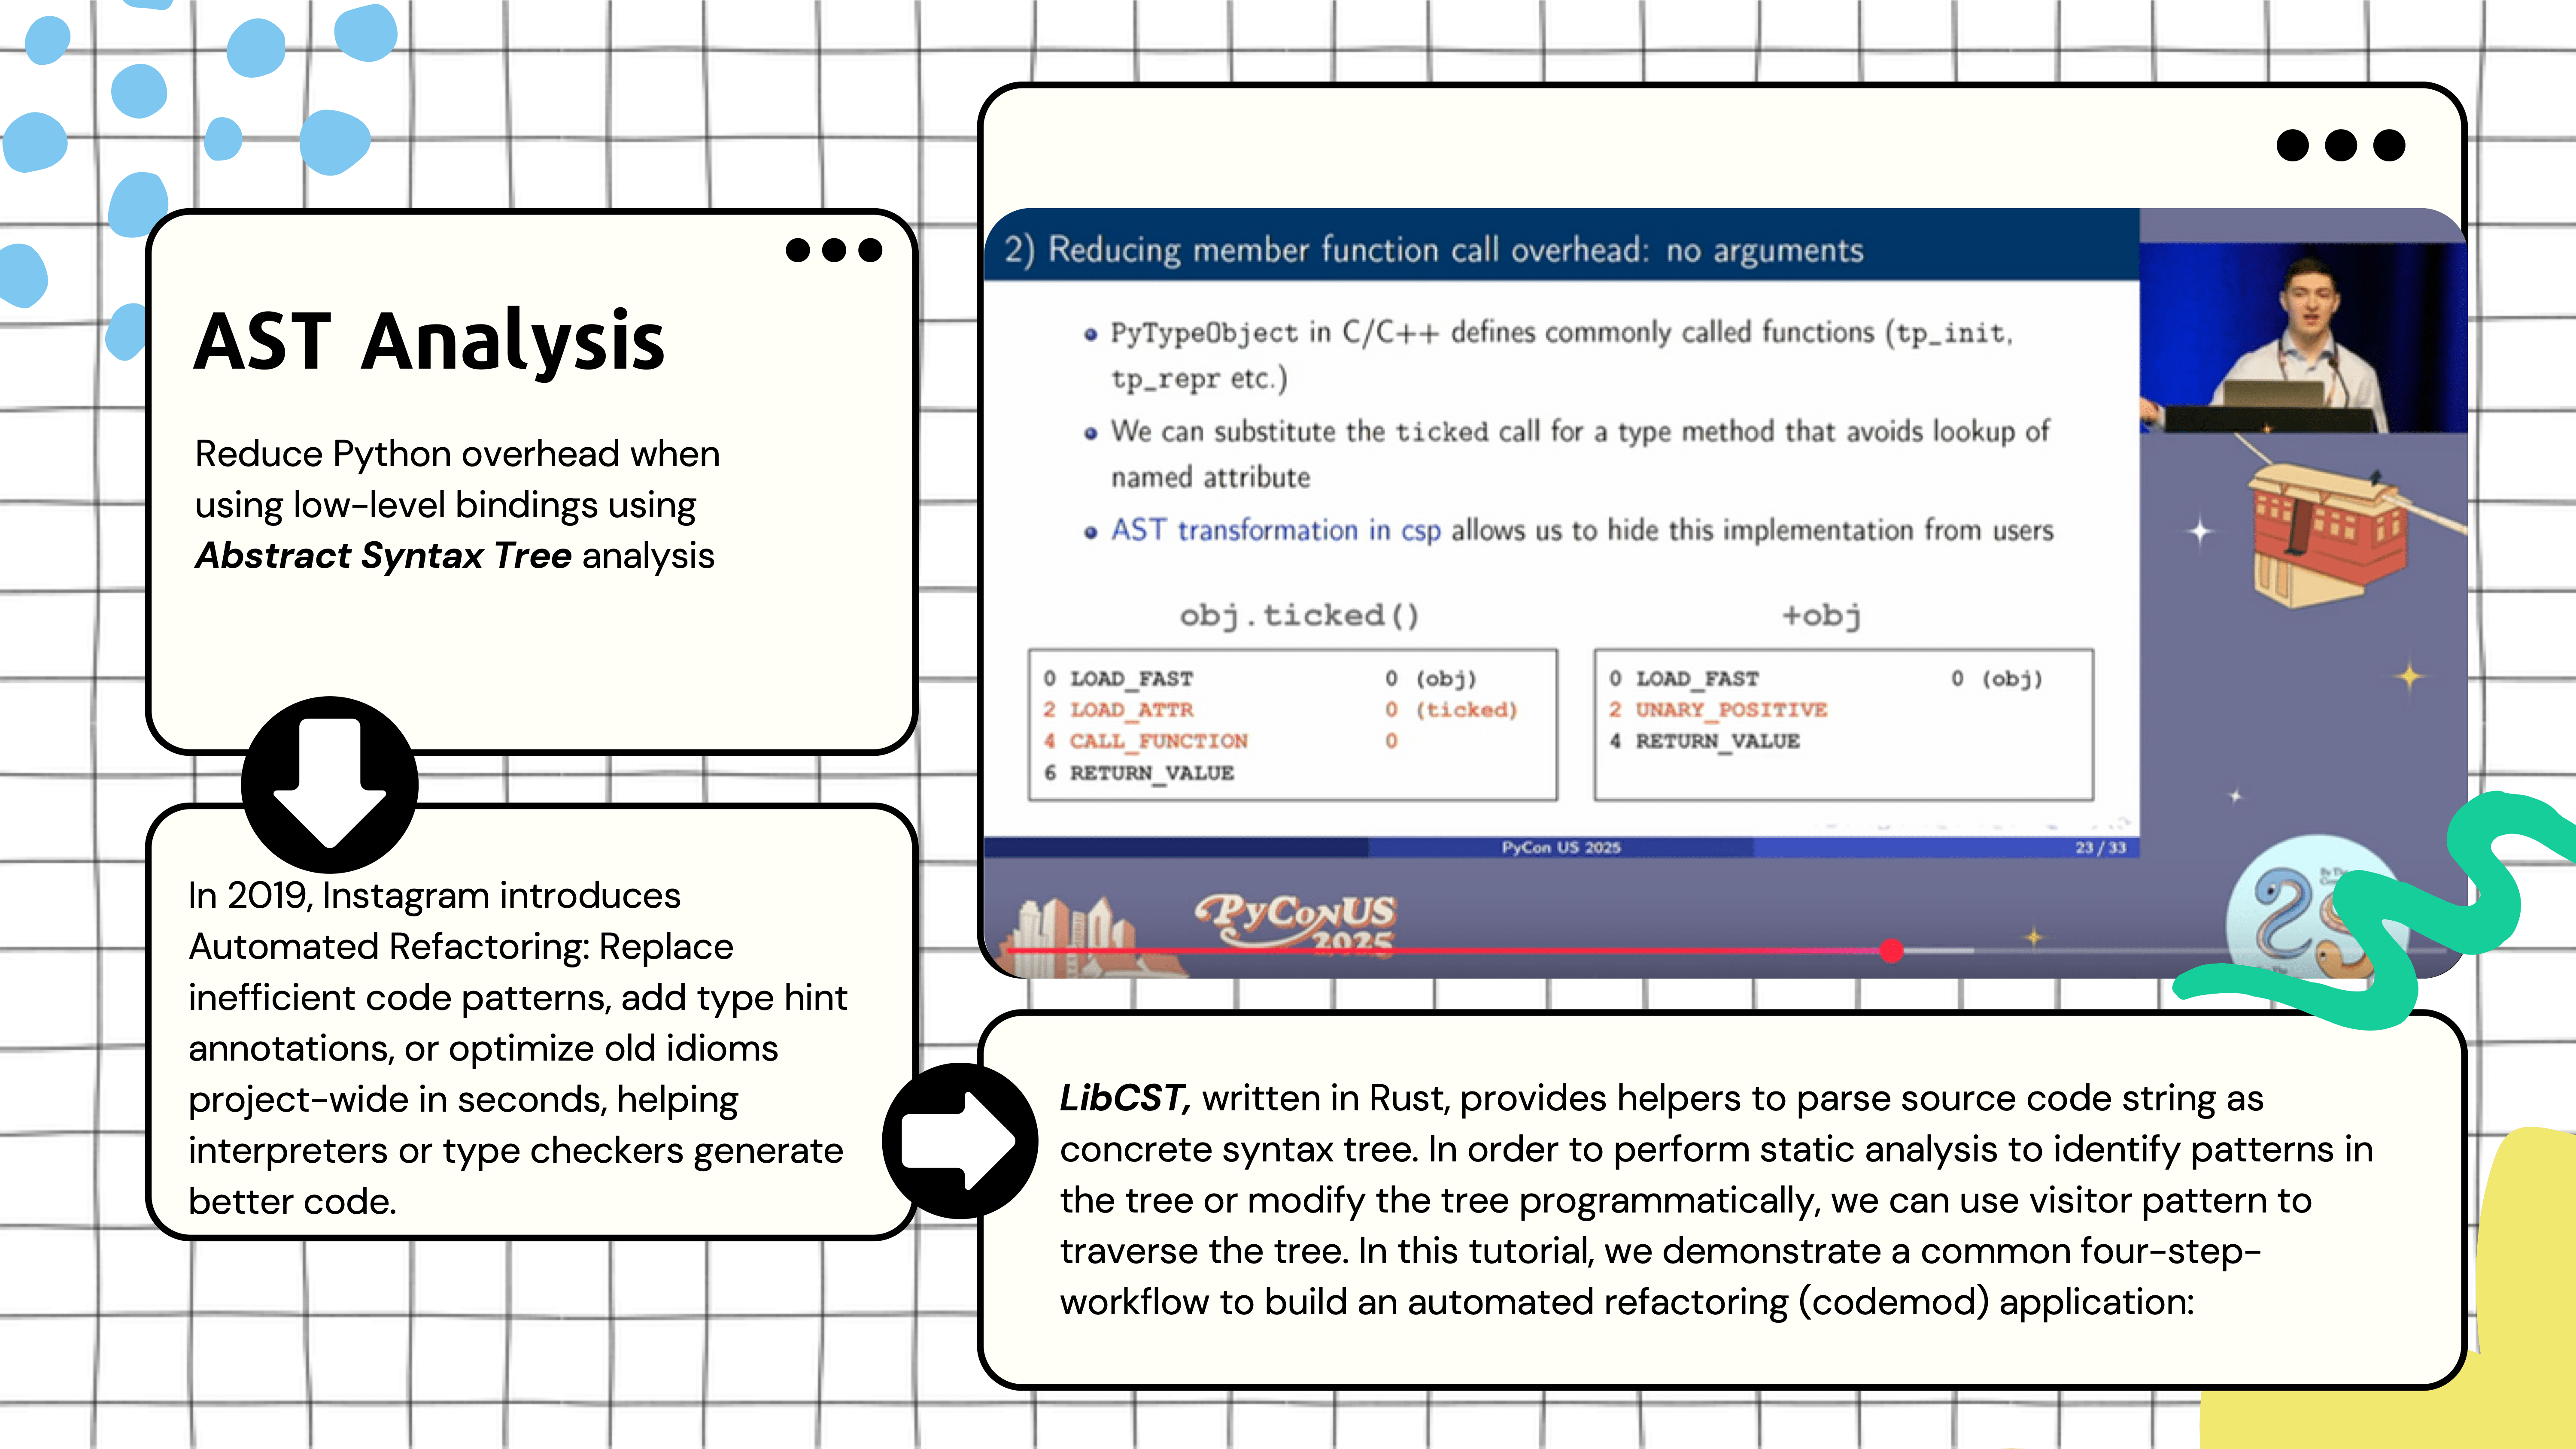 AST Analysis
Reduce Python overhead when
using low-level bindings using
Abstract Syntax Tree analysis
In 2019, Instagram introduces
Automated Refactoring: Replace
inefficient code patterns, add type hint
annotations, or optimize old idioms
project-wide in seconds, helping
interpreters or type checkers generate
better code.
2) Reducing member function call overhead: no arguments
PyTypeObject in C/C++ defines commonly called functions (tp_init,
tp_repr etc.)
We can substitute the ticked call for a type method that avoids lookup of
named attribute
AST transformation in csp allows us to hide this implementation from users
obj.ticked()
0 LOAD_FAST 0 (obj)
2 LOAD_ATTR 0 (ticked)
4 CALL_FUNCTION 0
6 RETURN_VALUE
+obj
0 LOAD_FAST 0 (obj)
2 UNARY_POSITIVE
4 RETURN_VALUE
PyCon US 2025
23 / 33
PyCon US
2025
LibCST, written in Rust, provides helpers to parse source code string as
concrete syntax tree. In order to perform static analysis to identify patterns in
the tree or modify the tree programmatically, we can use visitor pattern to
traverse the tree. In this tutorial, we demonstrate a common four-step-
workflow to build an automated refactoring (codemod) application: